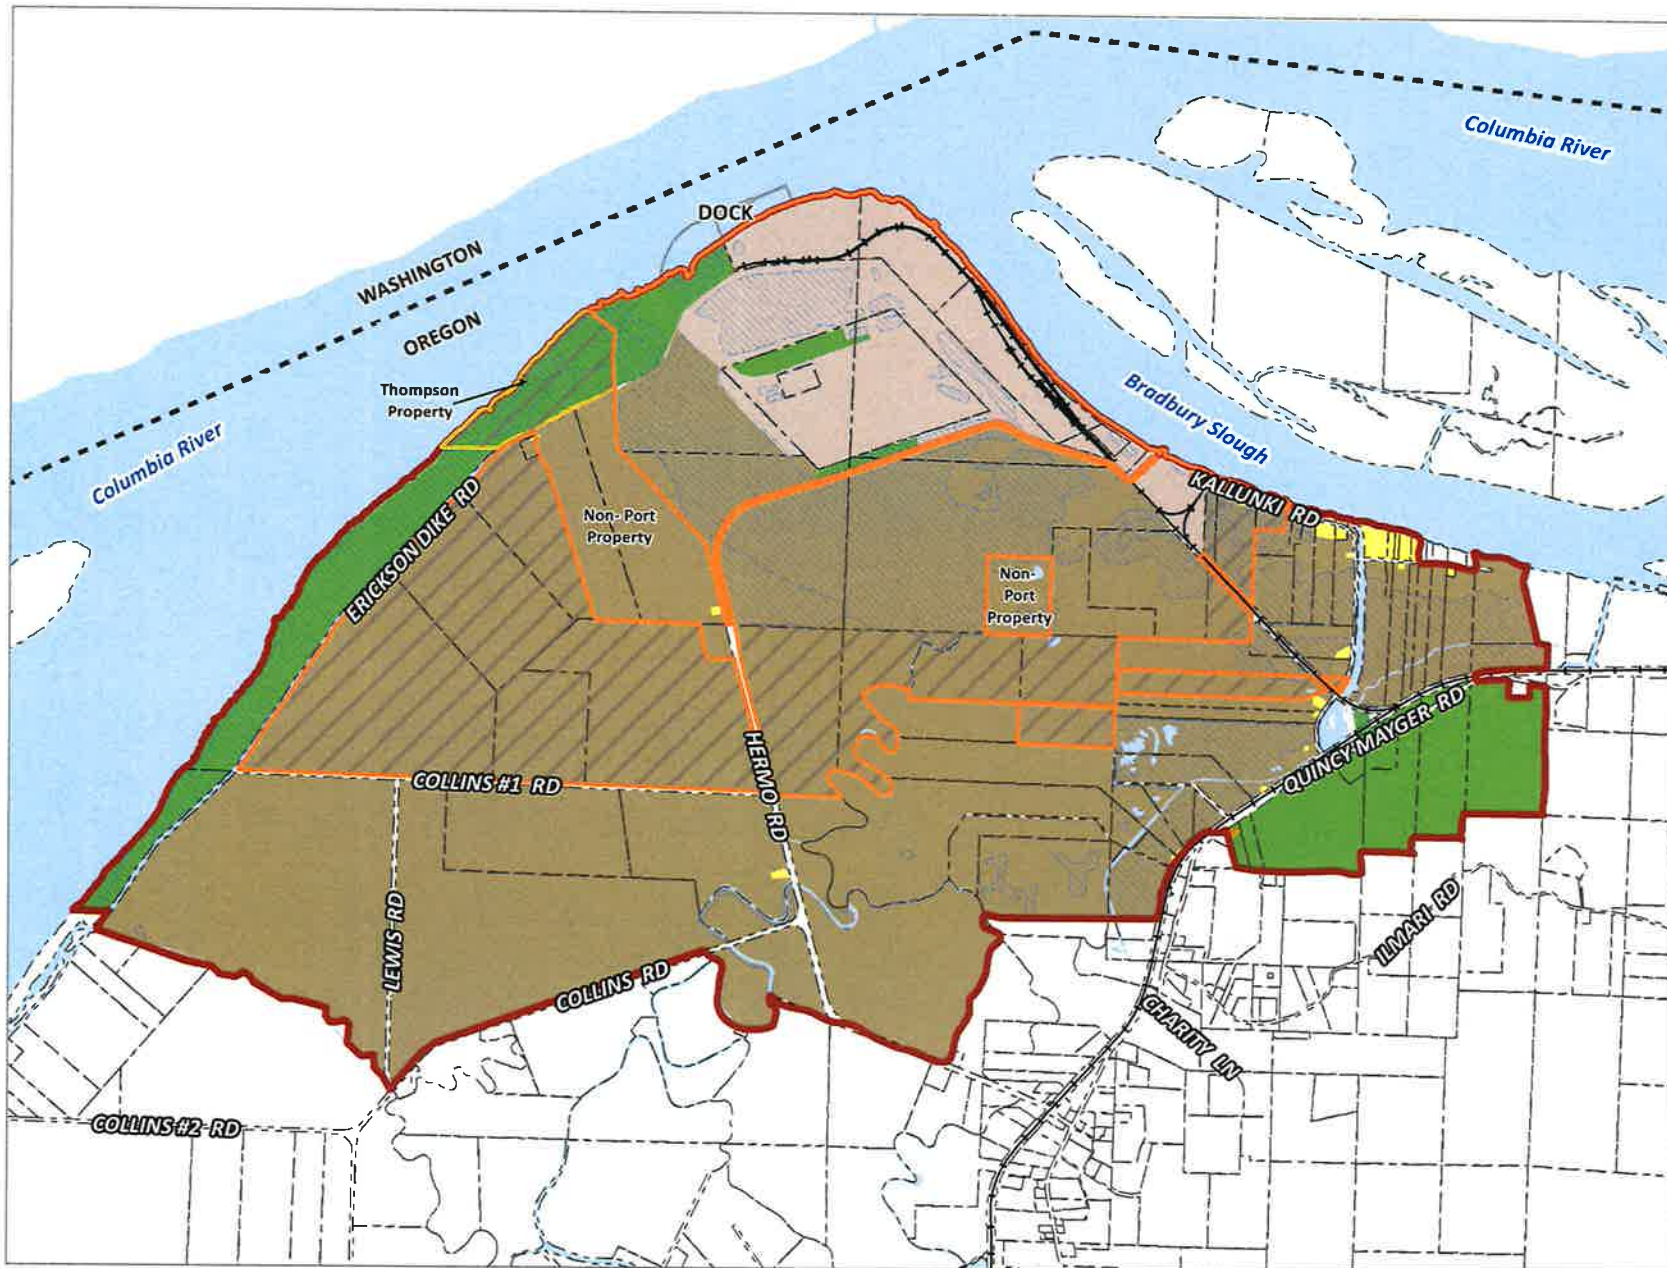 Columbia River
DOCK
WASHINGTON
OREGON
Thompson
Property
Bradbury Slough
Columbia River
KALLUNKI RD
ERICKSON DIKE RD
Non- Port
Property
Non-
Port
Property
QUINCY MAYGER RD
HERMO RD
COLLINS #1 RD
LEWIS RD
ILMARI RD
COLLINS RD
CHARITY LN
COLLINS #2 RD